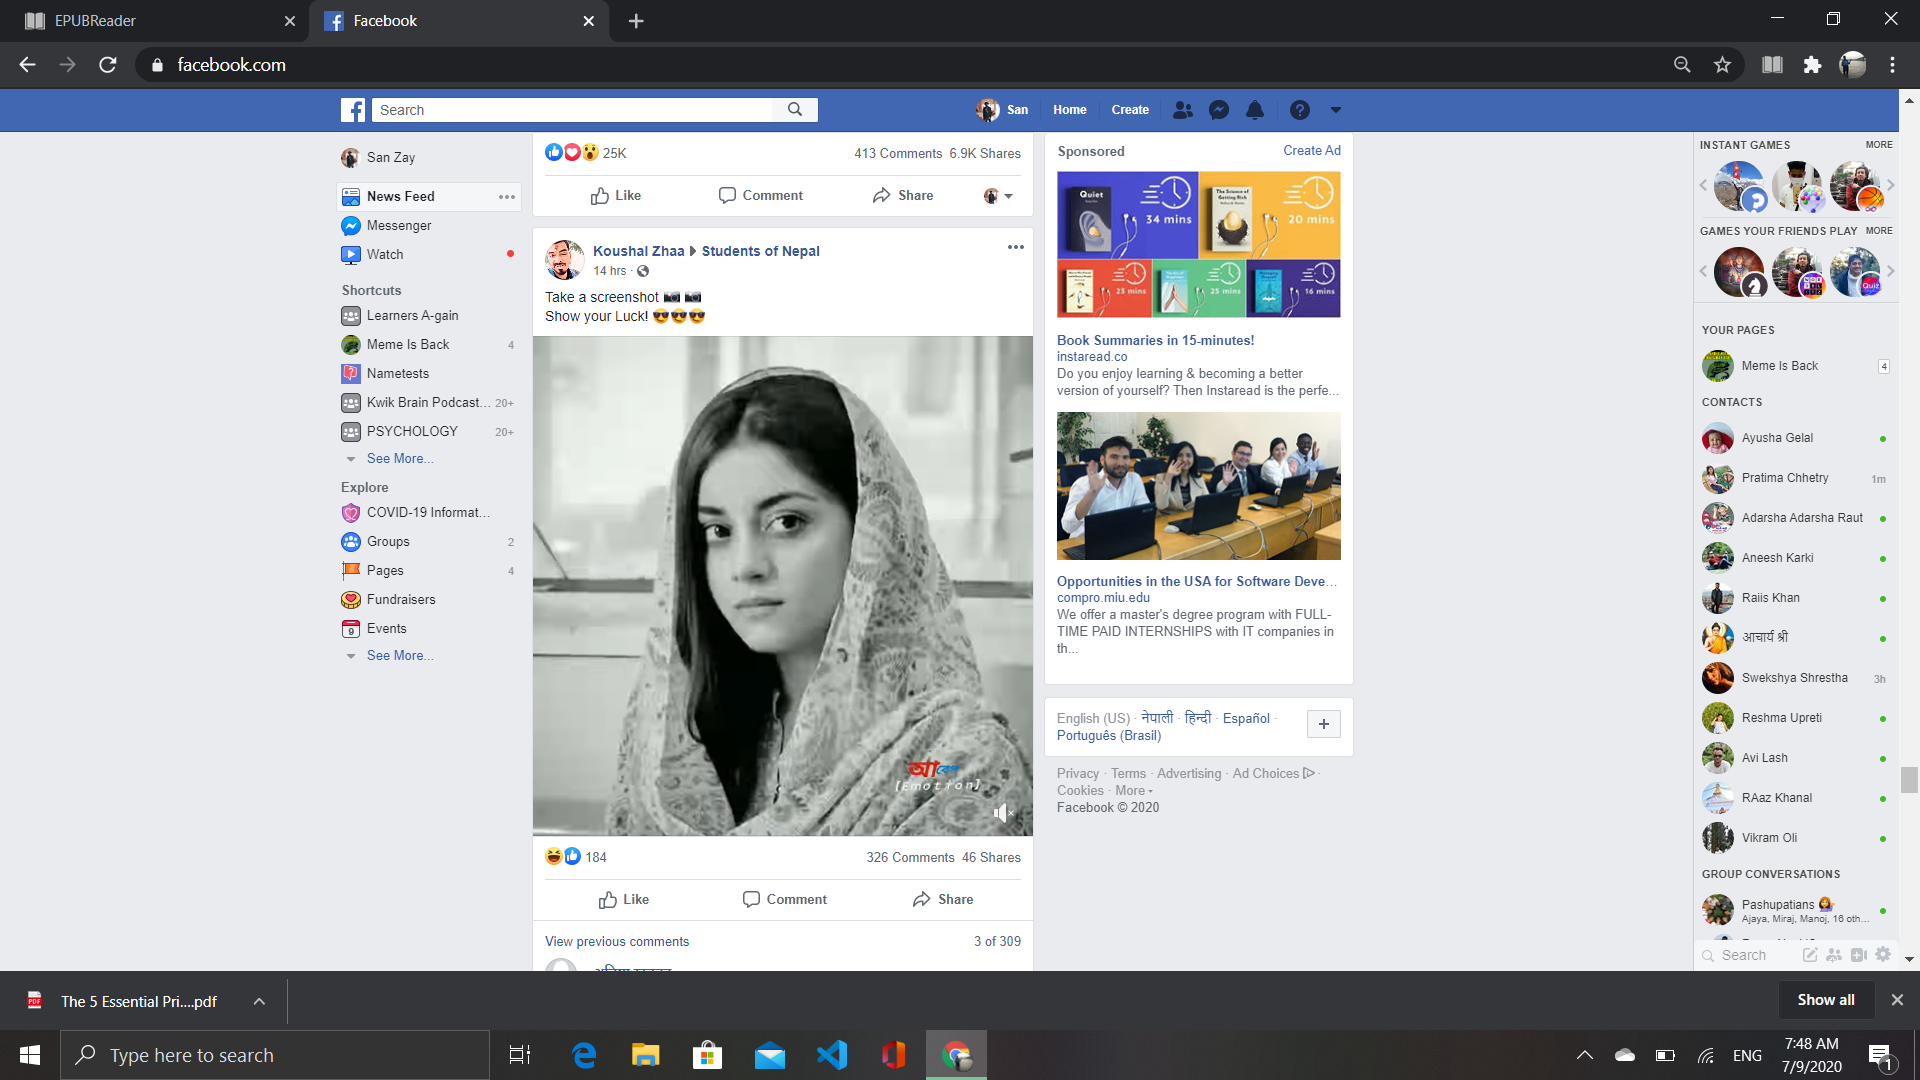 EPUBReader
Facebook
facebook.com
Search
San
Home
Create
San Zay
News Feed
Messenger
Watch
Shortcuts
Learners A-gain
Meme Is Back 4
Nametests
Kwik Brain Podcast... 20+
PSYCHOLOGY 20+
See More...
Explore
COVID-19 Informat...
Groups 2
Pages 4
Fundraisers
Events
See More...
25K
413 Comments 6.9K Shares
Like Comment Share
Koushal Zhaa Students of Nepal
14 hrs ·
Take a screenshot 📷 📷
Show your Luck! 😎😎😎
আবেগ
[Emotion]
184
326 Comments 46 Shares
Like Comment Share
View previous comments
3 of 309
Sponsored
Create Ad
Quiet
34 mins
The Science of
Getting Rich
20 mins
23 mins
25 mins
16 mins
Book Summaries in 15-minutes!
instaread.co
Do you enjoy learning & becoming a better
version of yourself? Then Instaread is the perfe...
Opportunities in the USA for Software Deve...
compro.miu.edu
We offer a master's degree program with FULL-
TIME PAID INTERNSHIPS with IT companies in
th...
English (US) · नेपाली · हिन्दी · Español ·
Português (Brasil)
Privacy · Terms · Advertising · Ad Choices ·
Cookies · More
Facebook © 2020
INSTANT GAMES MORE
GAMES YOUR FRIENDS PLAY MORE
Quiz
YOUR PAGES
Meme Is Back 4
CONTACTS
Ayusha Gelal
Pratima Chhetry 1m
Adarsha Adarsha Raut
Aneesh Karki
Raiis Khan
आचार्य श्री
Swekshya Shrestha 3h
Reshma Upreti
Avi Lash
RAaz Khanal
Vikram Oli
GROUP CONVERSATIONS
Pashupatians
Ajaya, Miraj, Manoj, 16 oth...
Search
The 5 Essential Pri....pdf
Show all
Type here to search
ENG
7:48 AM
7/9/2020
1